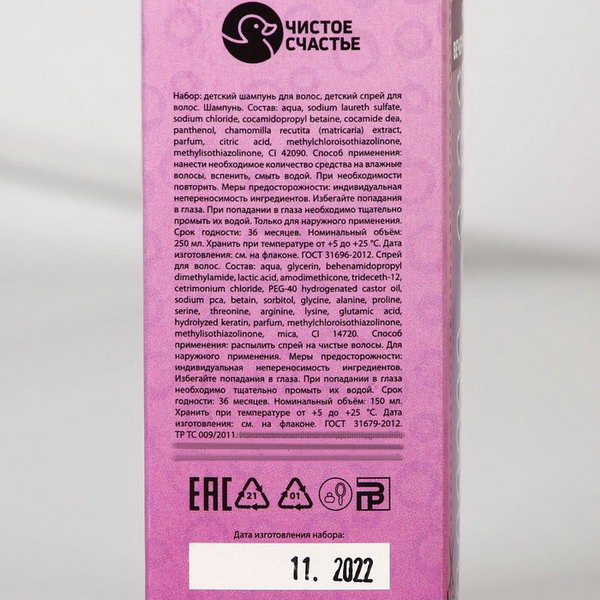 ЧИСТОЕ
СЧАСТЬЕ
Набор: детский шампунь для волос, детский спрей для
волос. Шампунь. Состав: aqua, sodium laureth sulfate,
sodium chloride, cocamidopropyl betaine, cocamide dea,
panthenol, chamomilla recutita (matricaria) extract,
parfum, citric acid, methylchloroisothiazolinone,
methylisothiazolinone, CI 42090. Способ применения:
нанести необходимое количество средства на влажные
волосы, вспенить, смыть водой. При необходимости
повторить. Меры предосторожности: индивидуальная
непереносимость ингредиентов. Избегайте попадания
в глаза. При попадании в глаза необходимо тщательно
промыть их водой. Только для наружного применения.
Срок годности: 36 месяцев. Номинальный объём:
250 мл. Хранить при температуре от +5 до +25 °C. Дата
изготовления: см. на флаконе. ГОСТ 31696-2012. Спрей
для волос. Состав: aqua, glycerin, behenamidopropyl
dimethylamide, lactic acid, amodimethicone, trideceth-12,
cetrimonium chloride, PEG-40 hydrogenated castor oil,
sodium pca, betain, sorbitol, glycine, alanine, proline,
serine, threonine, arginine, lysine, glutamic acid,
hydrolyzed keratin, parfum, methylchloroisothiazolinone,
methylisothiazolinone, mica, CI 14720. Способ
применения: распылить спрей на чистые волосы. Для
наружного применения. Меры предосторожности:
индивидуальная непереносимость ингредиентов.
Избегайте попадания в глаза. При попадании в глаза
необходимо тщательно промыть их водой. Срок
годности: 36 месяцев. Номинальный объём: 150 мл.
Хранить при температуре от +5 до +25 °C. Дата
изготовления: см. на флаконе. ГОСТ 31679-2012.
ТР ТС 009/2011.
EAC 21 01
Дата изготовления набора:
11. 2022